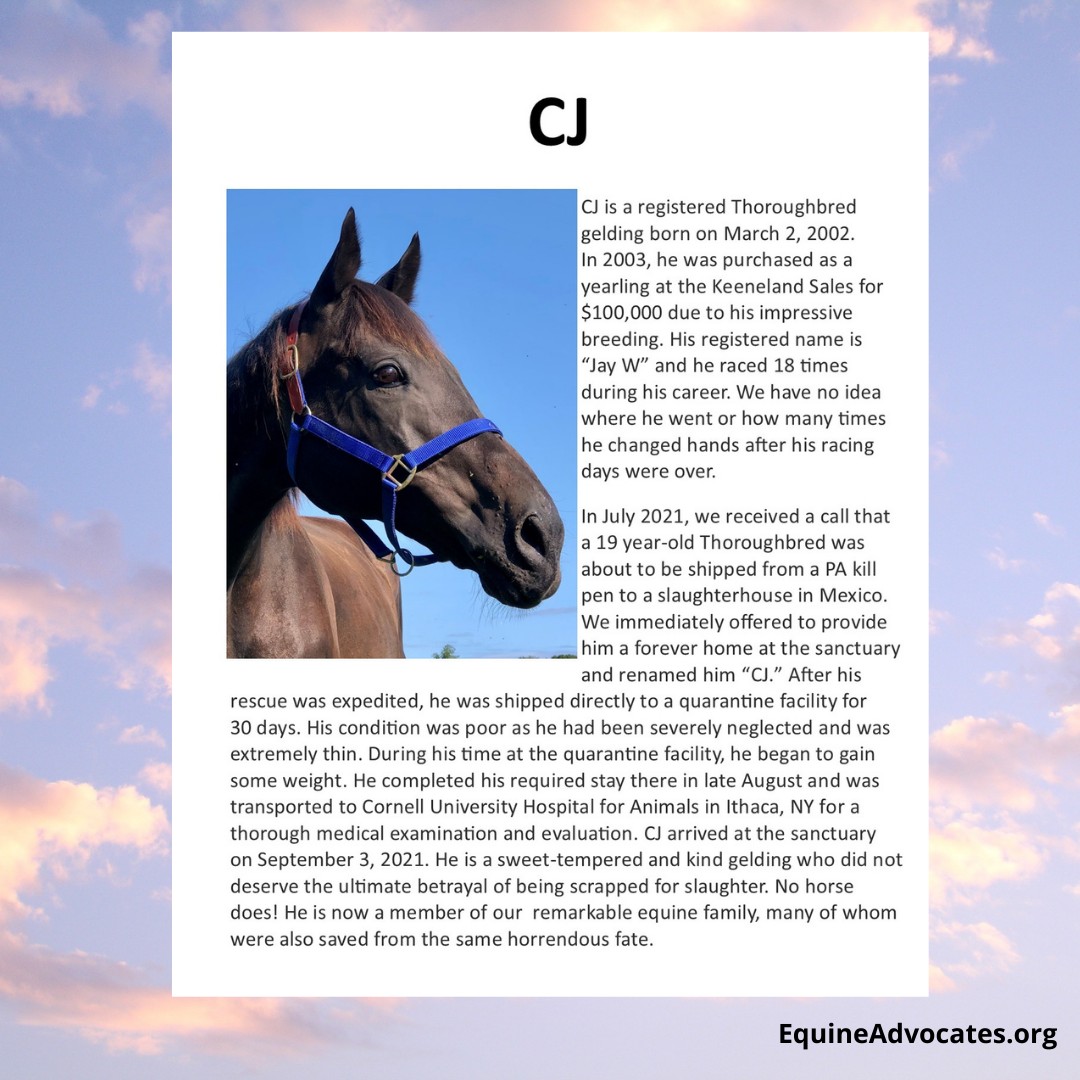 CJ
CJ is a registered Thoroughbred
gelding born on March 2, 2002.
In 2003, he was purchased as a
yearling at the Keeneland Sales for
$100,000 due to his impressive
breeding. His registered name is
“Jay W” and he raced 18 times
during his career. We have no idea
where he went or how many times
he changed hands after his racing
days were over.
In July 2021, we received a call that
a 19 year-old Thoroughbred was
about to be shipped from a PA kill
pen to a slaughterhouse in Mexico.
We immediately offered to provide
him a forever home at the sanctuary
and renamed him “CJ.” After his
rescue was expedited, he was shipped directly to a quarantine facility for
30 days. His condition was poor as he had been severely neglected and was
extremely thin. During his time at the quarantine facility, he began to gain
some weight. He completed his required stay there in late August and was
transported to Cornell University Hospital for Animals in Ithaca, NY for a
thorough medical examination and evaluation. CJ arrived at the sanctuary
on September 3, 2021. He is a sweet-tempered and kind gelding who did not
deserve the ultimate betrayal of being scrapped for slaughter. No horse
does! He is now a member of our  remarkable equine family, many of whom
were also saved from the same horrendous fate.
EquineAdvocates.org